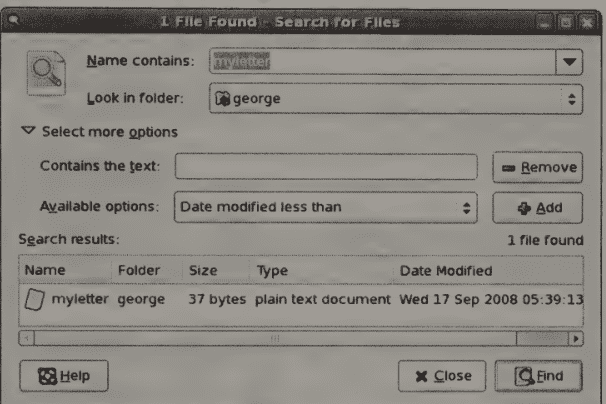 1 File Found - Search for Files
Name contains: myletter
Look in folder: george
Select more options
Contains the text: Remove
Available options: Date modified less than Add
Search results: 1 file found
Name Folder Size Type Date Modified
myletter george 37 bytes plain text document Wed 17 Sep 2008 05:39:13
Help Close Find